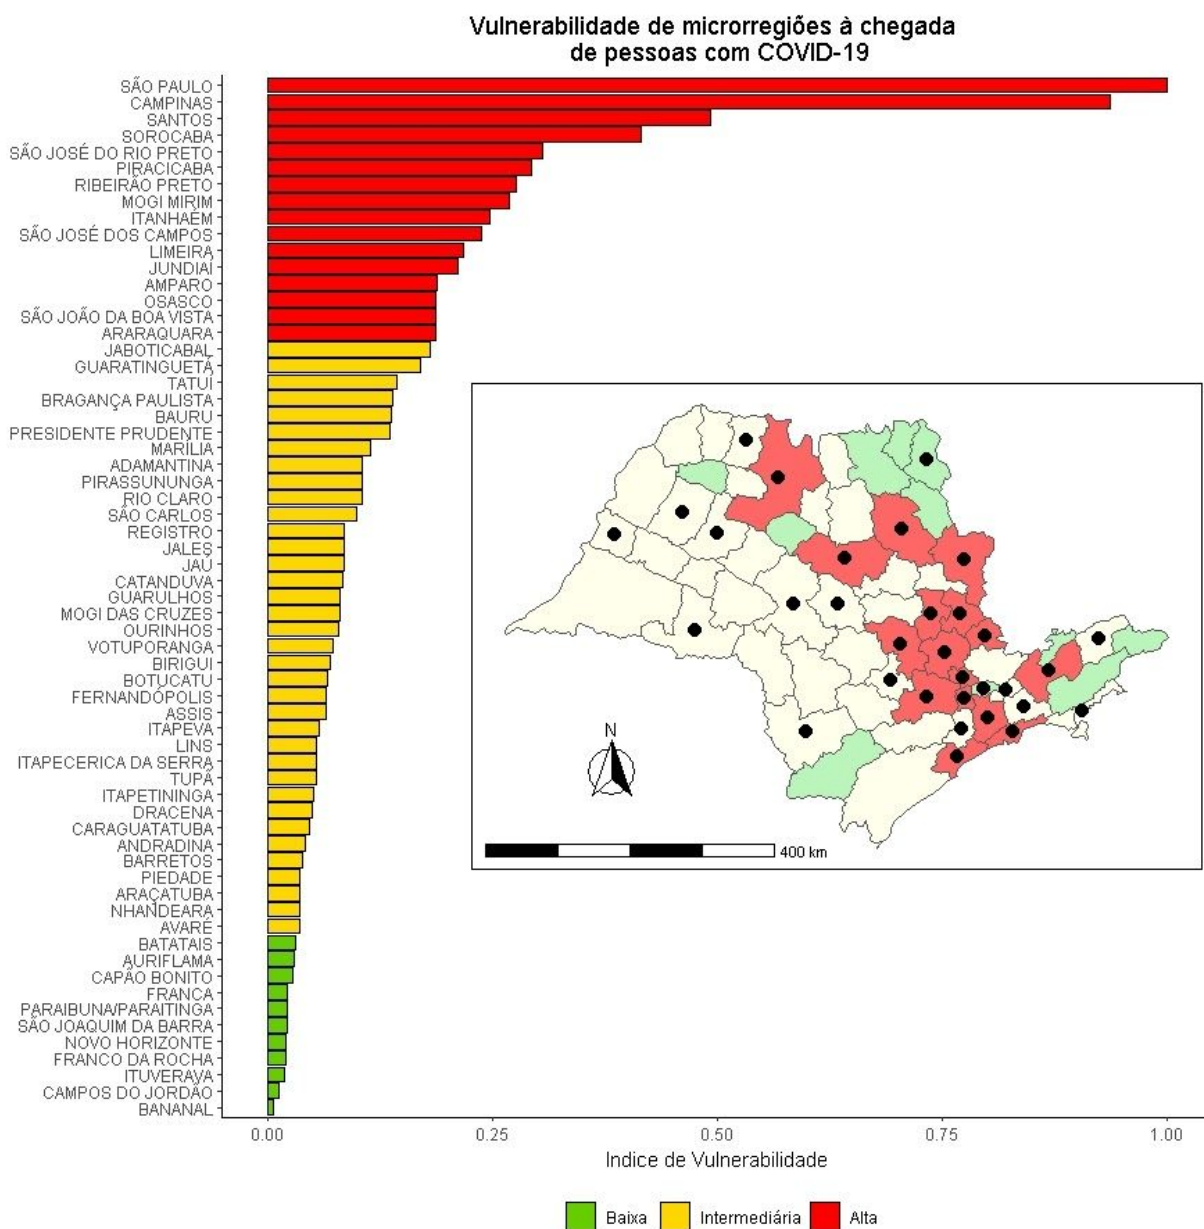 Vulnerabilidade de microrregiões à chegada
de pessoas com COVID-19
SÃO PAULO
CAMPINAS
SANTOS
SOROCABA
SÃO JOSÉ DO RIO PRETO
PIRACICABA
RIBEIRÃO PRETO
MOGI MIRIM
ITANHAÉM
SÃO JOSÉ DOS CAMPOS
LIMEIRA
JUNDIAÍ
AMPARO
OSASCO
SÃO JOÃO DA BOA VISTA
ARARAQUARA
JABOTICABAL
GUARATINGUETÁ
TATUÍ
BRAGANÇA PAULISTA
BAURU
PRESIDENTE PRUDENTE
MARÍLIA
ADAMANTINA
PIRASSUNUNGA
RIO CLARO
SÃO CARLOS
REGISTRO
JALES
JAÚ
CATANDUVA
GUARULHOS
MOGI DAS CRUZES
OURINHOS
VOTUPORANGA
BIRIGUI
BOTUCATU
FERNANDÓPOLIS
ASSIS
ITAPEVA
LINS
ITAPECERICA DA SERRA
TUPÃ
ITAPETININGA
DRACENA
CARAGUATATUBA
ANDRADINA
BARRETOS
PIEDADE
ARAÇATUBA
NHANDEARA
AVARÉ
BATATAIS
AURIFLAMA
CAPÃO BONITO
FRANCA
PARAIBUNA/PARAITINGA
SÃO JOAQUIM DA BARRA
NOVO HORIZONTE
FRANCO DA ROCHA
ITUVERAVA
CAMPOS DO JORDÃO
BANANAL
N
400 km
0.00 0.25 0.50 0.75 1.00
Indice de Vulnerabilidade
Baixa Intermediária Alta